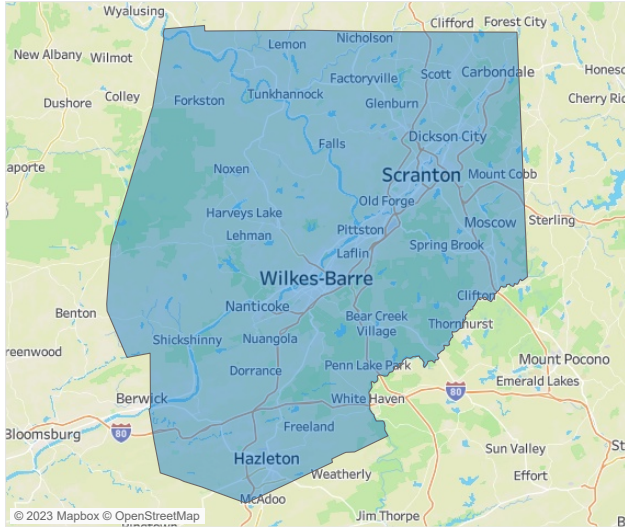 Wyalusing
Clifford
Forest City
Nicholson
Lemon
New Albany
Wilmot
Factoryville
Scott
Carbondale
Dushore
Colley
Forkston
Tunkhannock
Glenburn
Cherry
Falls
Dickson City
Noxen
Scranton
Mount Cobb
Old Forge
Harveys Lake
Lehman
Pittston
Moscow
Sterling
Laflin
Spring Brook
Wilkes-Barre
Clifton
Benton
Nanticoke
Bear Creek
Village
Thornhurst
Shickshinny
Nuangola
reenwood
Penn Lake Park
Mount Pocono
Dorrance
Emerald Lakes
Berwick
White Haven
80
Bloomsburg
80
Freeland
Sun Valley
Hazleton
Weatherly
Effort
McAdoo
Jim Thorpe
© 2023 Mapbox © OpenStreetMap